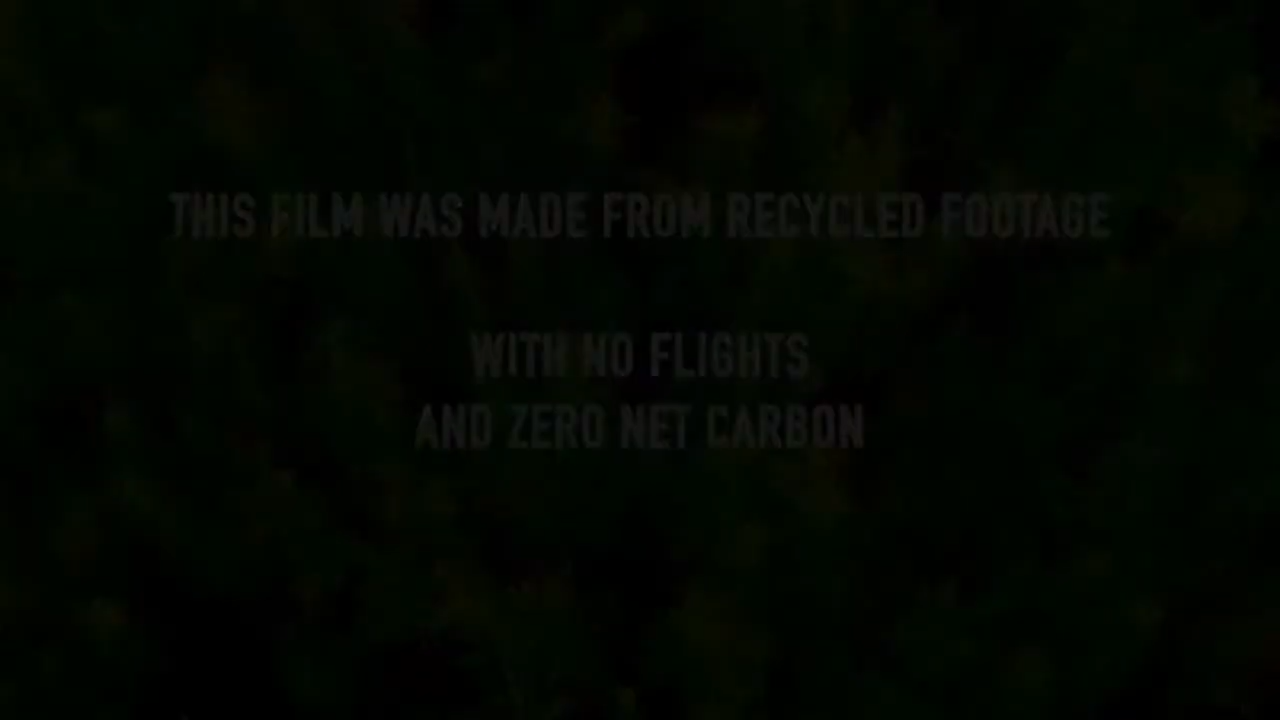 THIS FILM WAS MADE FROM RECYCLED FOOTAGE
WITH NO FLIGHTS
AND ZERO NET CARBON